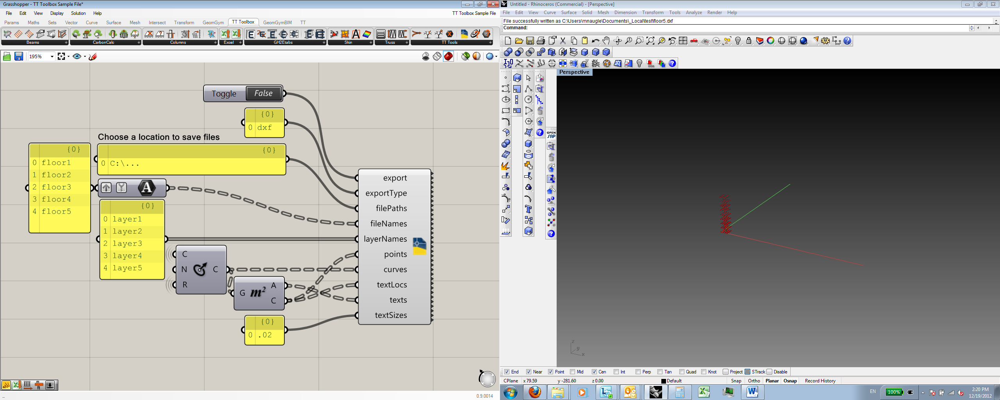 Grasshopper - TT Toolbox Sample File*
File Edit View Display Solution Help
TT Toolbox Sample File
Params Maths Sets Vector Curve Surface Mesh Intersect Transform GeomGym TT Toolbox GeomGymBIM TT
Beams CarbonCalc Columns Excel GH2Etabs Skin Truss TT Tools
195%
Toggle False
{0}
0 dxf
Choose a location to save files
{0}
0 C:\...
{0}
0 floor1
1 floor2
2 floor3
3 floor4
4 floor5
A
{0}
0 layer1
1 layer2
2 layer3
3 layer4
4 layer5
C
N C
R
A
G m²
C
{0}
0 .02
export
exportType
filePaths
fileNames
layerNames
points
curves
textLocs
texts
textSizes
ft
0.9.0014
Untitled - Rhinoceros (Commercial) - [Perspective]
File Edit View Curve Surface Solid Mesh Dimension Transform Tools Analyze Render Help
File successfully written as C:\Users\mnaugle\Documents\_Local\test\floor5.dxf
Command:
Perspective
OPEN
SAP
z
y
x
End Near Point Mid Cen Int Perp Tan Quad Knot Project STrack Disable
CPlane x 79.59 y -281.60 z 0.00 Default Snap Ortho Planar Osnap Record History
EN 100% 2:20 PM
12/19/2012